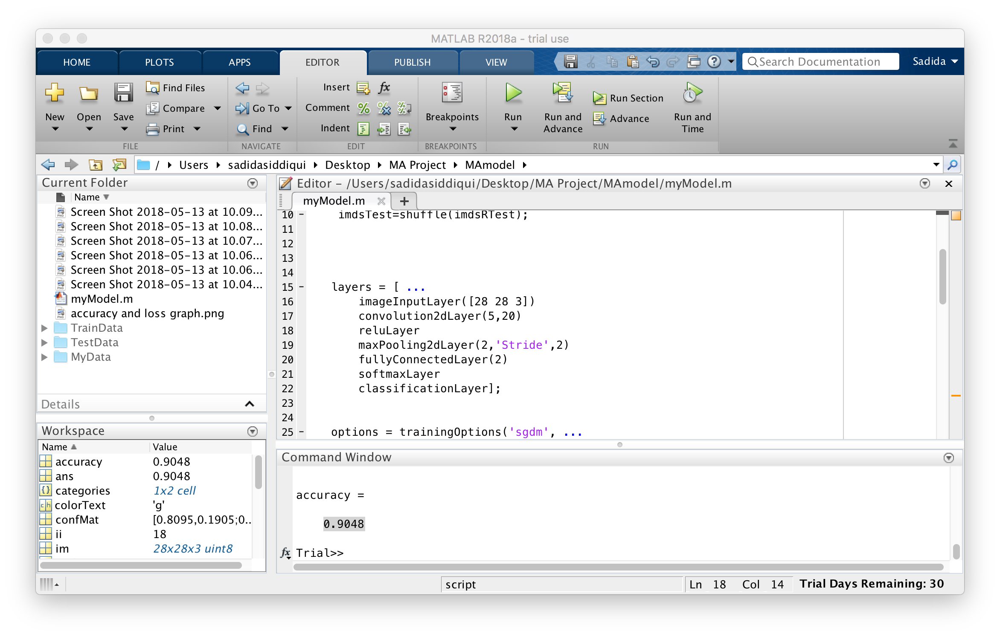 MATLAB R2018a - trial use
HOME PLOTS APPS EDITOR PUBLISH VIEW Search Documentation Sadida
New Open Save Find Files Compare Print
FILE
Go To Find
NAVIGATE
Insert fx
Comment
Indent
EDIT
Breakpoints
BREAKPOINTS
Run Run and Advance Run Section Advance Run and Time
RUN
/ Users sadidasiddiqui Desktop MA Project MAmodel
Current Folder
Name
Screen Shot 2018-05-13 at 10.09...
Screen Shot 2018-05-13 at 10.08...
Screen Shot 2018-05-13 at 10.07...
Screen Shot 2018-05-13 at 10.06...
Screen Shot 2018-05-13 at 10.06...
Screen Shot 2018-05-13 at 10.04...
myModel.m
accuracy and loss graph.png
TrainData
TestData
MyData
Details
Workspace
Name Value
accuracy 0.9048
ans 0.9048
categories 1x2 cell
colorText 'g'
confMat [0.8095,0.1905;0...
ii 18
im 28x28x3 uint8
Editor - /Users/sadidasiddiqui/Desktop/MA Project/MAmodel/myModel.m
myModel.m
10 - imdsTest=shuffle(imdsRTest);
11
12
13
14
15 - layers = [ ...
16 imageInputLayer([28 28 3])
17 convolution2dLayer(5,20)
18 reluLayer
19 maxPooling2dLayer(2,'Stride',2)
20 fullyConnectedLayer(2)
21 softmaxLayer
22 classificationLayer];
23
24
25 - options = trainingOptions('sgdm', ...
Command Window
accuracy =
0.9048
fx Trial>>
script Ln 18 Col 14 Trial Days Remaining: 30